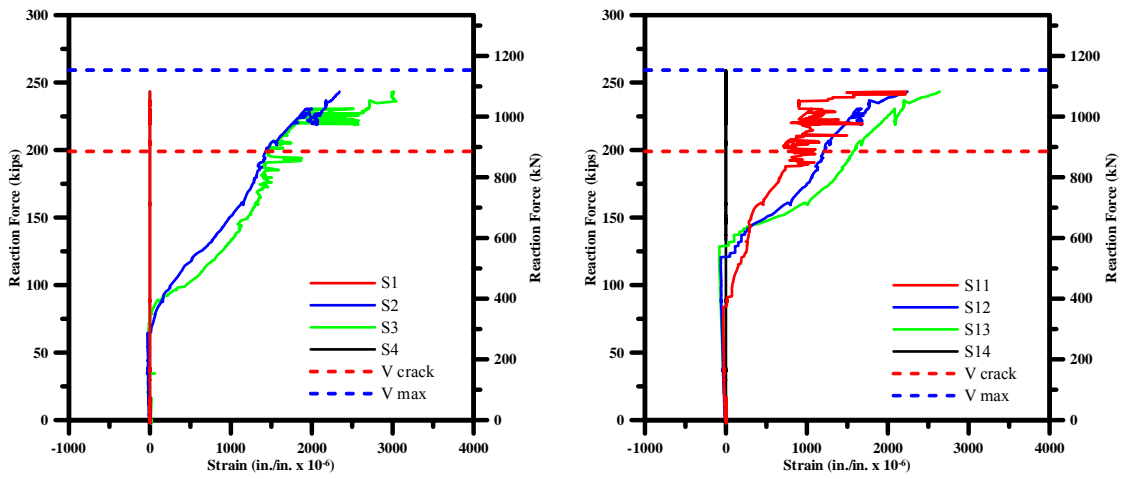 300
250
200
150
100
50
0
Reaction Force (kips)
1200
1000
800
600
400
200
0
Reaction Force (kN)
S1
S2
S3
S4
V crack
V max
-1000 0 1000 2000 3000 4000
Strain (in./in. x 10-6)
300
250
200
150
100
50
0
Reaction Force (kips)
1200
1000
800
600
400
200
0
Reaction Force (kN)
S11
S12
S13
S14
V crack
V max
-1000 0 1000 2000 3000 4000
Strain (in./in. x 10-6)